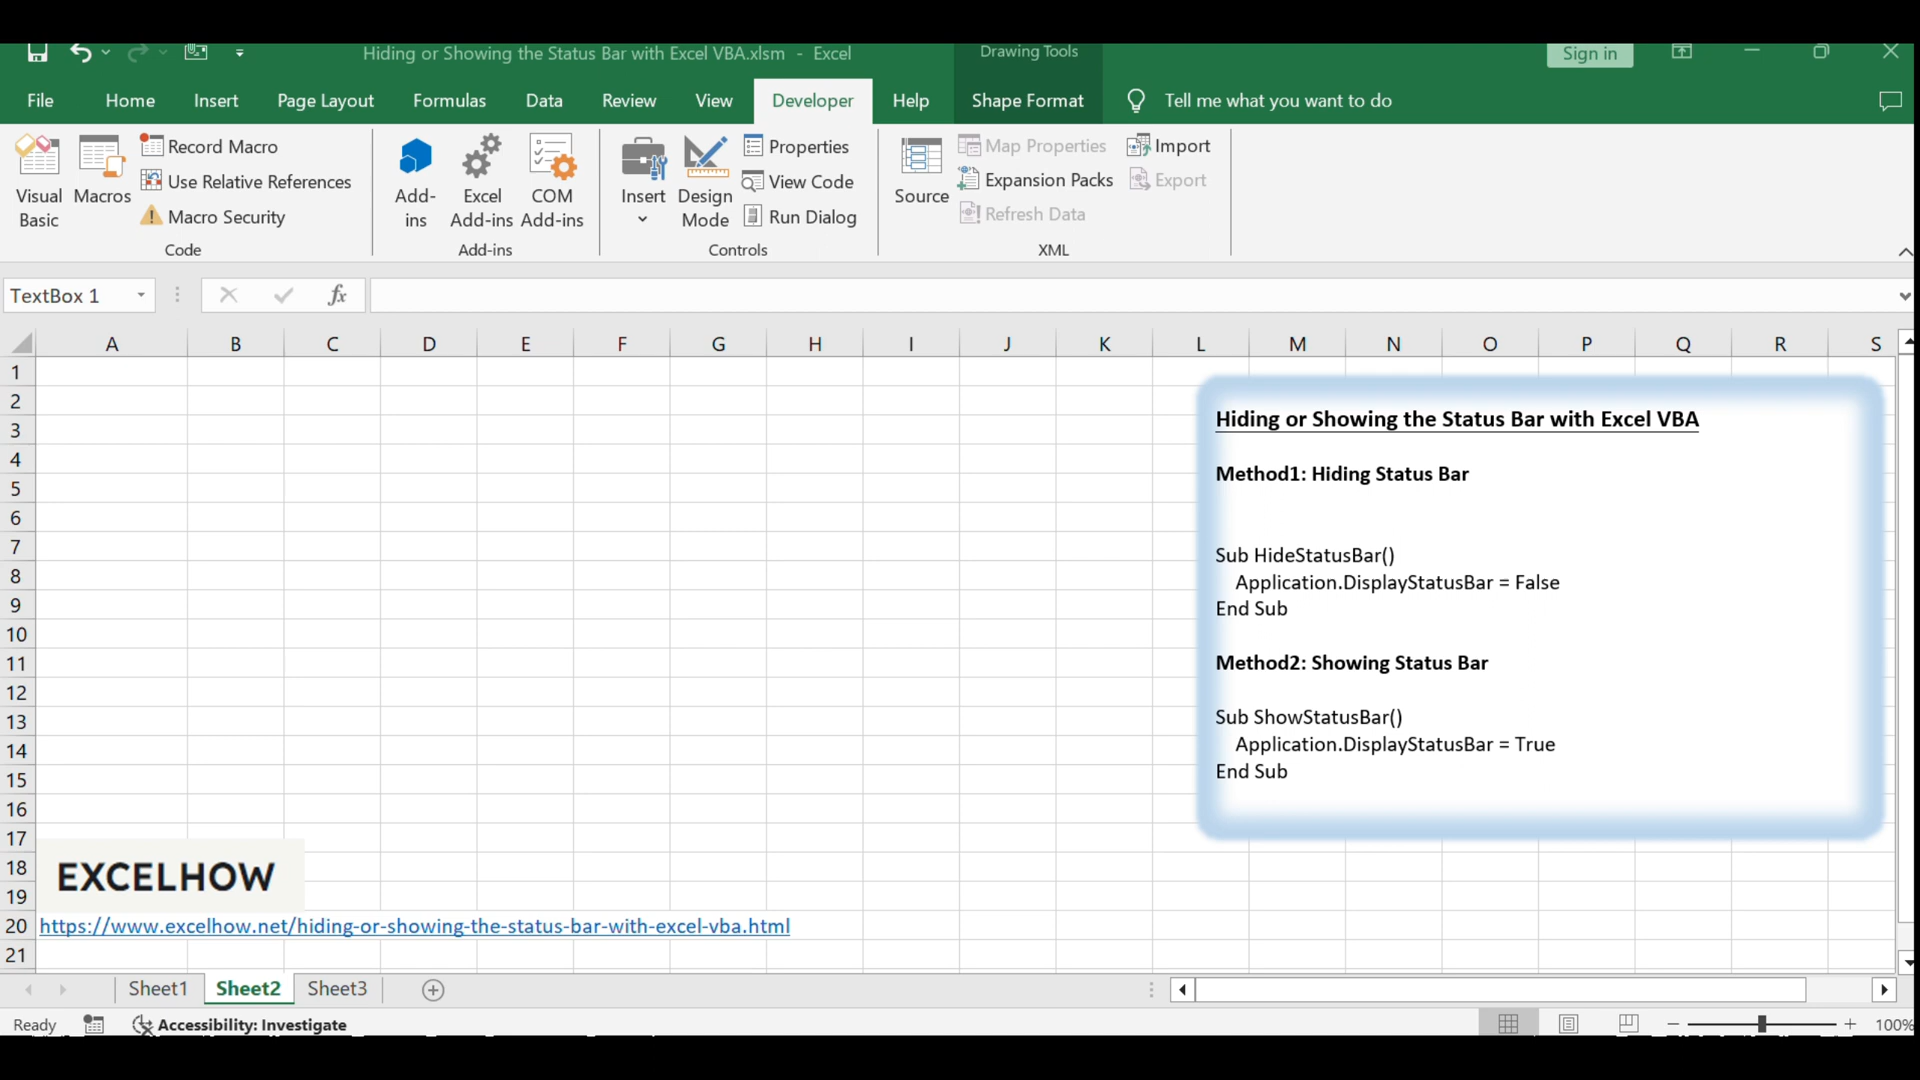 Hiding or Showing the Status Bar with Excel VBA.xlsm - Excel
Drawing Tools
Sign in
File Home Insert Page Layout Formulas Data Review View Developer Help Shape Format Tell me what you want to do
Visual Basic
Macros
Record Macro
Use Relative References
Macro Security
Code
Add-ins
Excel Add-ins
COM Add-ins
Add-ins
Insert
Design Mode
Properties
View Code
Run Dialog
Controls
Source
Map Properties
Expansion Packs
Refresh Data
Import
Export
XML
TextBox 1
fx
A B C D E F G H I J K L M N O P Q R S
1
2
3
4
5
6
7
8
9
10
11
12
13
14
15
16
17
18
19
20
21
Hiding or Showing the Status Bar with Excel VBA
Method1: Hiding Status Bar
Sub HideStatusBar()
Application.DisplayStatusBar = False
End Sub
Method2: Showing Status Bar
Sub ShowStatusBar()
Application.DisplayStatusBar = True
End Sub
EXCELHOW
https://www.excelhow.net/hiding-or-showing-the-status-bar-with-excel-vba.html
Sheet1 Sheet2 Sheet3
Ready
Accessibility: Investigate
100%